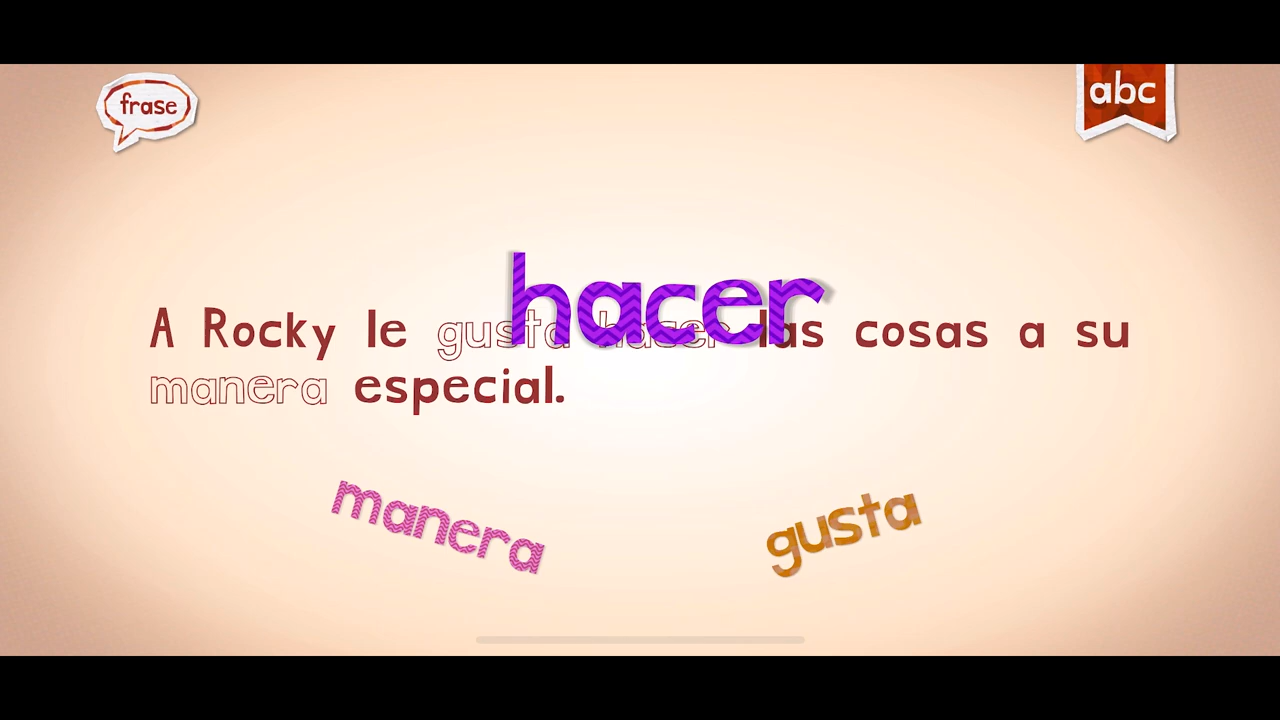 frase
abc
hacer
A Rocky le gusta hacer las cosas a su
manera especial.
manera
gusta